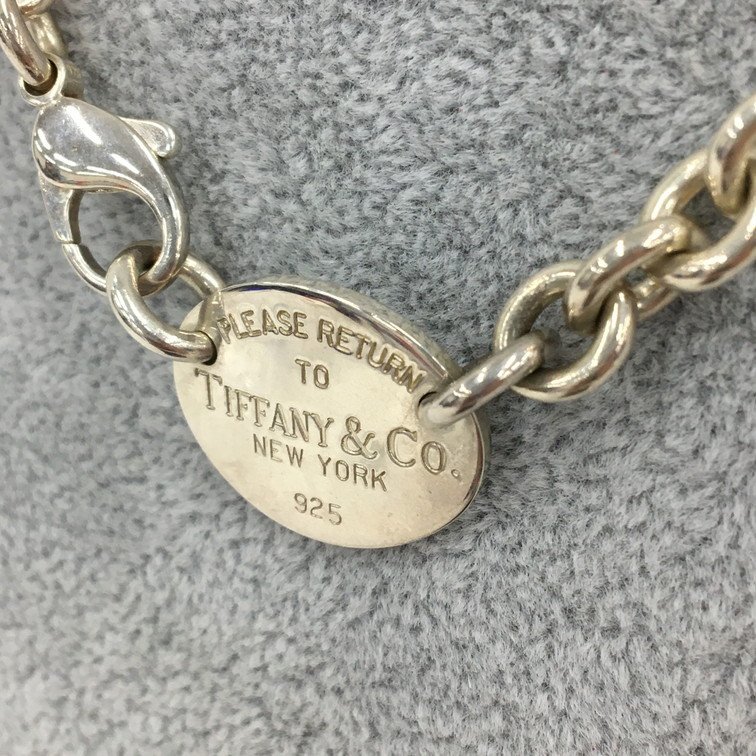 PLEASE RETURN
TO
TIFFANY & CO.
NEW YORK
925